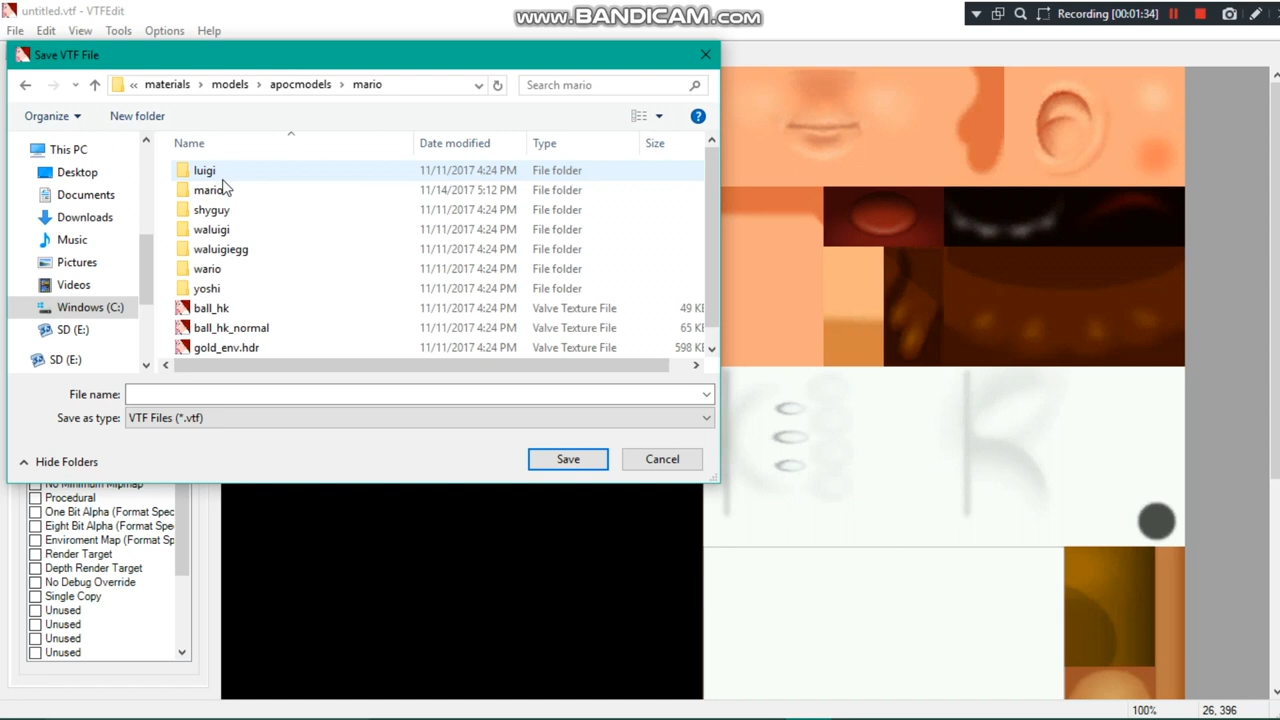 untitled.vtf - VTFEdit
www.BANDICAM.com
Recording [00:01:34]
File Edit View Tools Options Help
Save VTF File
« materials > models > apocmodels > mario
Search mario
Organize
New folder
Name Date modified Type Size
This PC
Desktop
Documents
Downloads
Music
Pictures
Videos
Windows (C:)
SD (E:)
SD (E:)
luigi 11/11/2017 4:24 PM File folder
mario 11/14/2017 5:12 PM File folder
shyguy 11/11/2017 4:24 PM File folder
waluigi 11/11/2017 4:24 PM File folder
waluigiegg 11/11/2017 4:24 PM File folder
wario 11/11/2017 4:24 PM File folder
yoshi 11/11/2017 4:24 PM File folder
ball_hk 11/11/2017 4:24 PM Valve Texture File 49 KB
ball_hk_normal 11/11/2017 4:24 PM Valve Texture File 65 KB
gold_env.hdr 11/11/2017 4:24 PM Valve Texture File 598 KB
File name:
Save as type: VTF Files (*.vtf)
Hide Folders
Save
Cancel
No Minimum Mipmap
Procedural
One Bit Alpha (Format Spec
Eight Bit Alpha (Format Spe
Enviroment Map (Format Sp
Render Target
Depth Render Target
No Debug Override
Single Copy
Unused
Unused
Unused
Unused
100% 26, 396